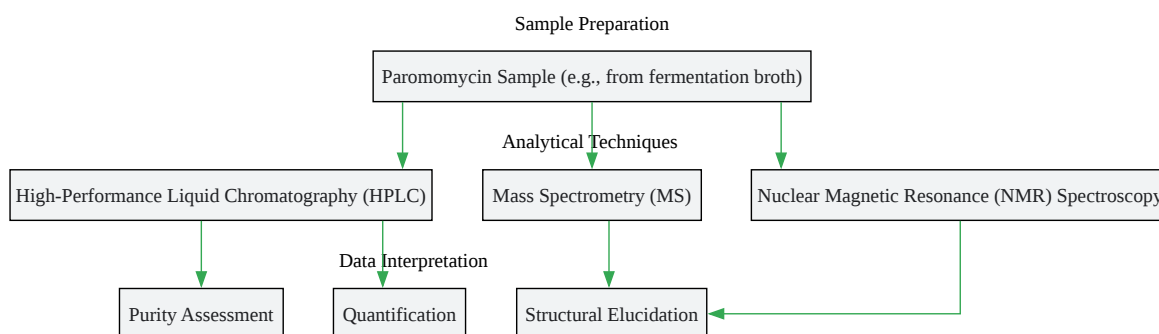 Sample Preparation
Paromomycin Sample (e.g., from fermentation broth)
Analytical Techniques
High-Performance Liquid Chromatography (HPLC)
Mass Spectrometry (MS)
Nuclear Magnetic Resonance (NMR) Spectroscopy
Data Interpretation
Purity Assessment
Quantification
Structural Elucidation